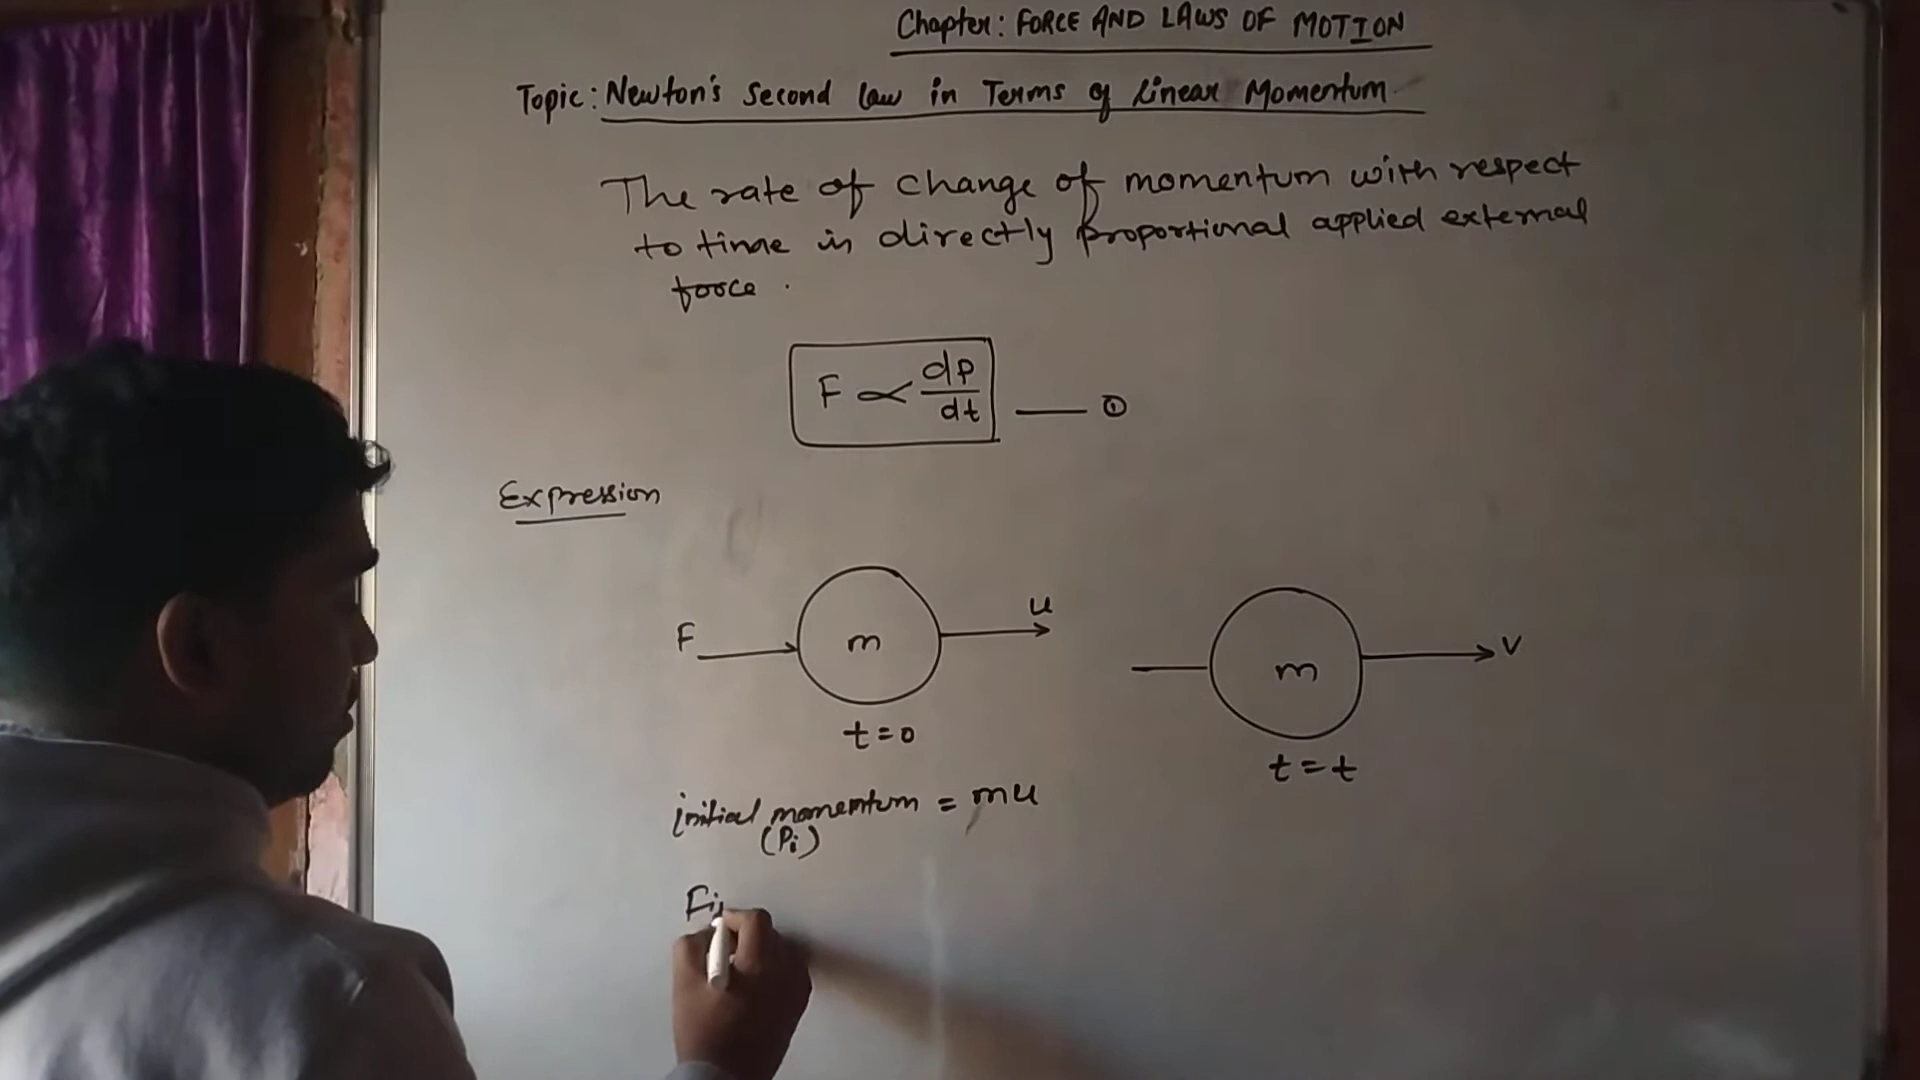 Chapter: FORCE AND LAWS OF MOTION
Topic: Newton's Second law in Terms of Linear Momentum
The rate of change of momentum with respect
to time is directly proportional applied external
force.
F ∝ dp/dt —— ①
Expression
F m u
t=0
m v
t=t
initial momentum = mu
(Pi)
Fi